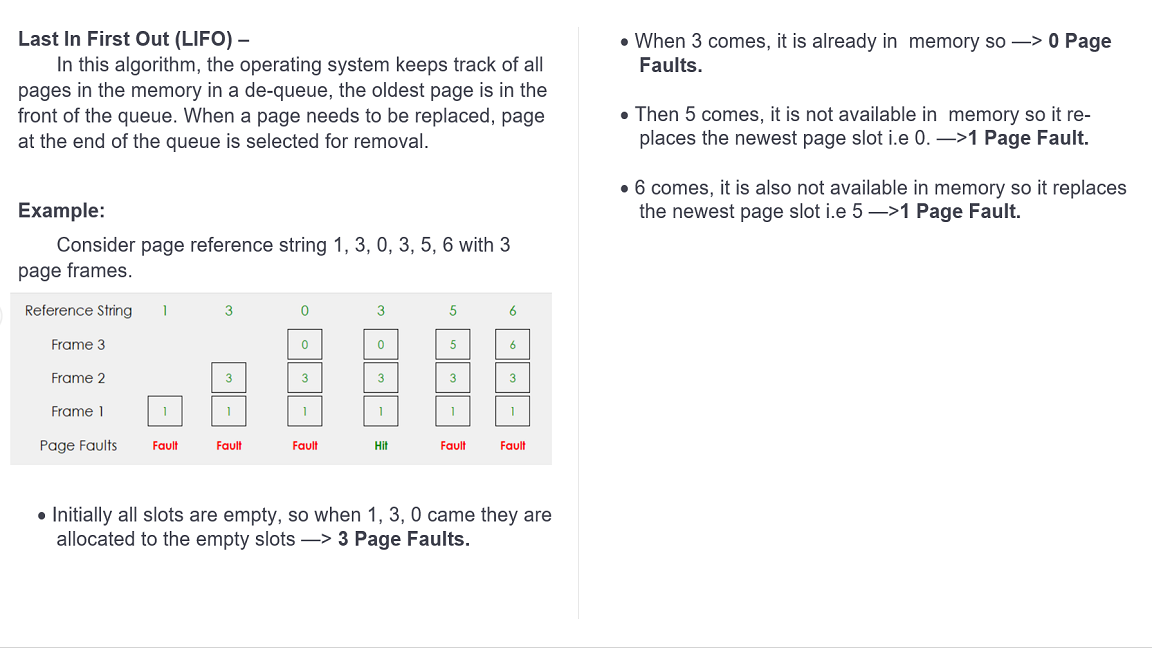 Last In First Out (LIFO) –
In this algorithm, the operating system keeps track of all
pages in the memory in a de-queue, the oldest page is in the
front of the queue. When a page needs to be replaced, page
at the end of the queue is selected for removal.
Example:
Consider page reference string 1, 3, 0, 3, 5, 6 with 3
page frames.
Reference String 1 3 0 3 5 6
Frame 3 0 0 5 6
Frame 2 3 3 3 3 3
Frame 1 1 1 1 1 1 1
Page Faults Fault Fault Fault Hit Fault Fault
• Initially all slots are empty, so when 1, 3, 0 came they are
allocated to the empty slots —> 3 Page Faults.
• When 3 comes, it is already in memory so —> 0 Page
Faults.
• Then 5 comes, it is not available in memory so it re-
places the newest page slot i.e 0. —>1 Page Fault.
• 6 comes, it is also not available in memory so it replaces
the newest page slot i.e 5 —>1 Page Fault.